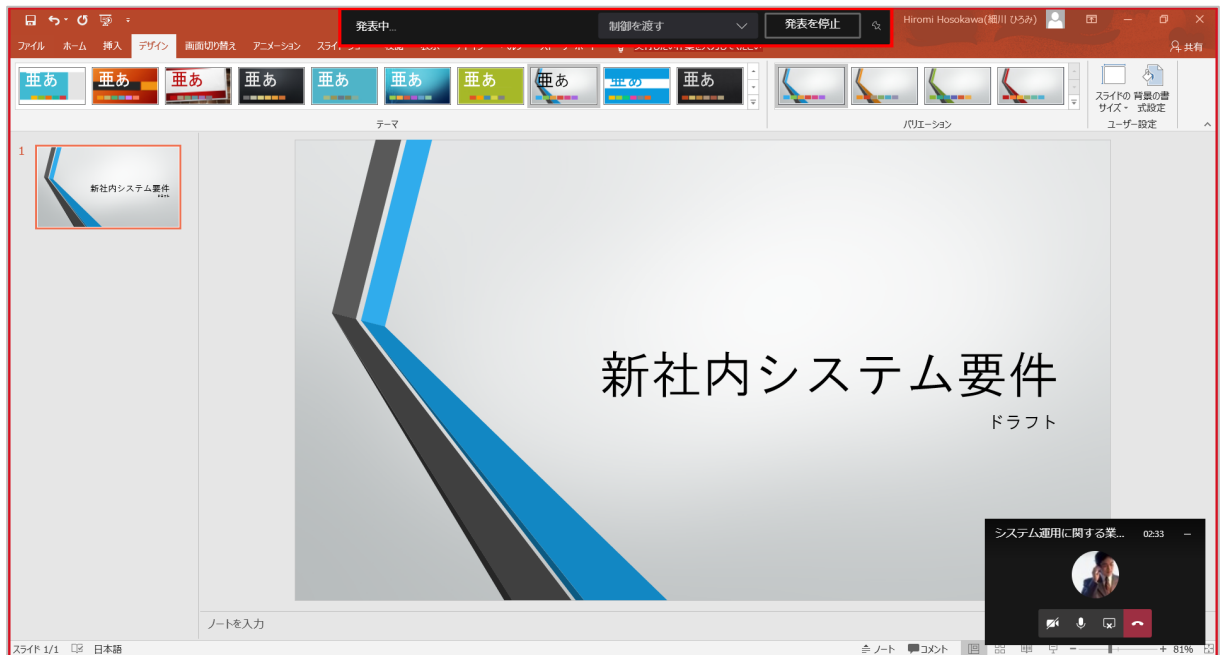 発表中...
制御を渡す
発表を停止
Hiromi Hosokawa(細川 ひろみ)
ファイル ホーム 挿入 デザイン 画面切り替え アニメーション
共有
亜あ 亜あ 亜あ 亜あ 亜あ 亜あ 亜あ 亜あ 亜あ 亜あ
スライドの サイズ
背景の書式設定
テーマ
バリエーション
ユーザー設定
1
新社内システム要件
ドラフト
新社内システム要件
ドラフト
システム運用に関する業... 02:33
ノートを入力
スライド 1/1 日本語
ノート コメント 81%